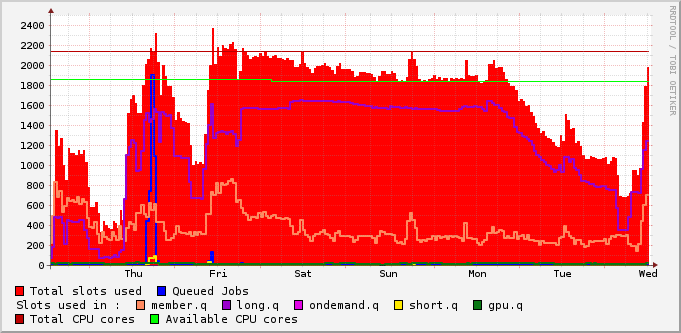 RRDTOOL / TOBI OETIKER
2400
2200
2000
1800
1600
1400
1200
1000
800
600
400
200
0
Thu Fri Sat Sun Mon Tue Wed
Total slots used Queued Jobs
Slots used in : member.q long.q ondemand.q short.q gpu.q
Total CPU cores Available CPU cores